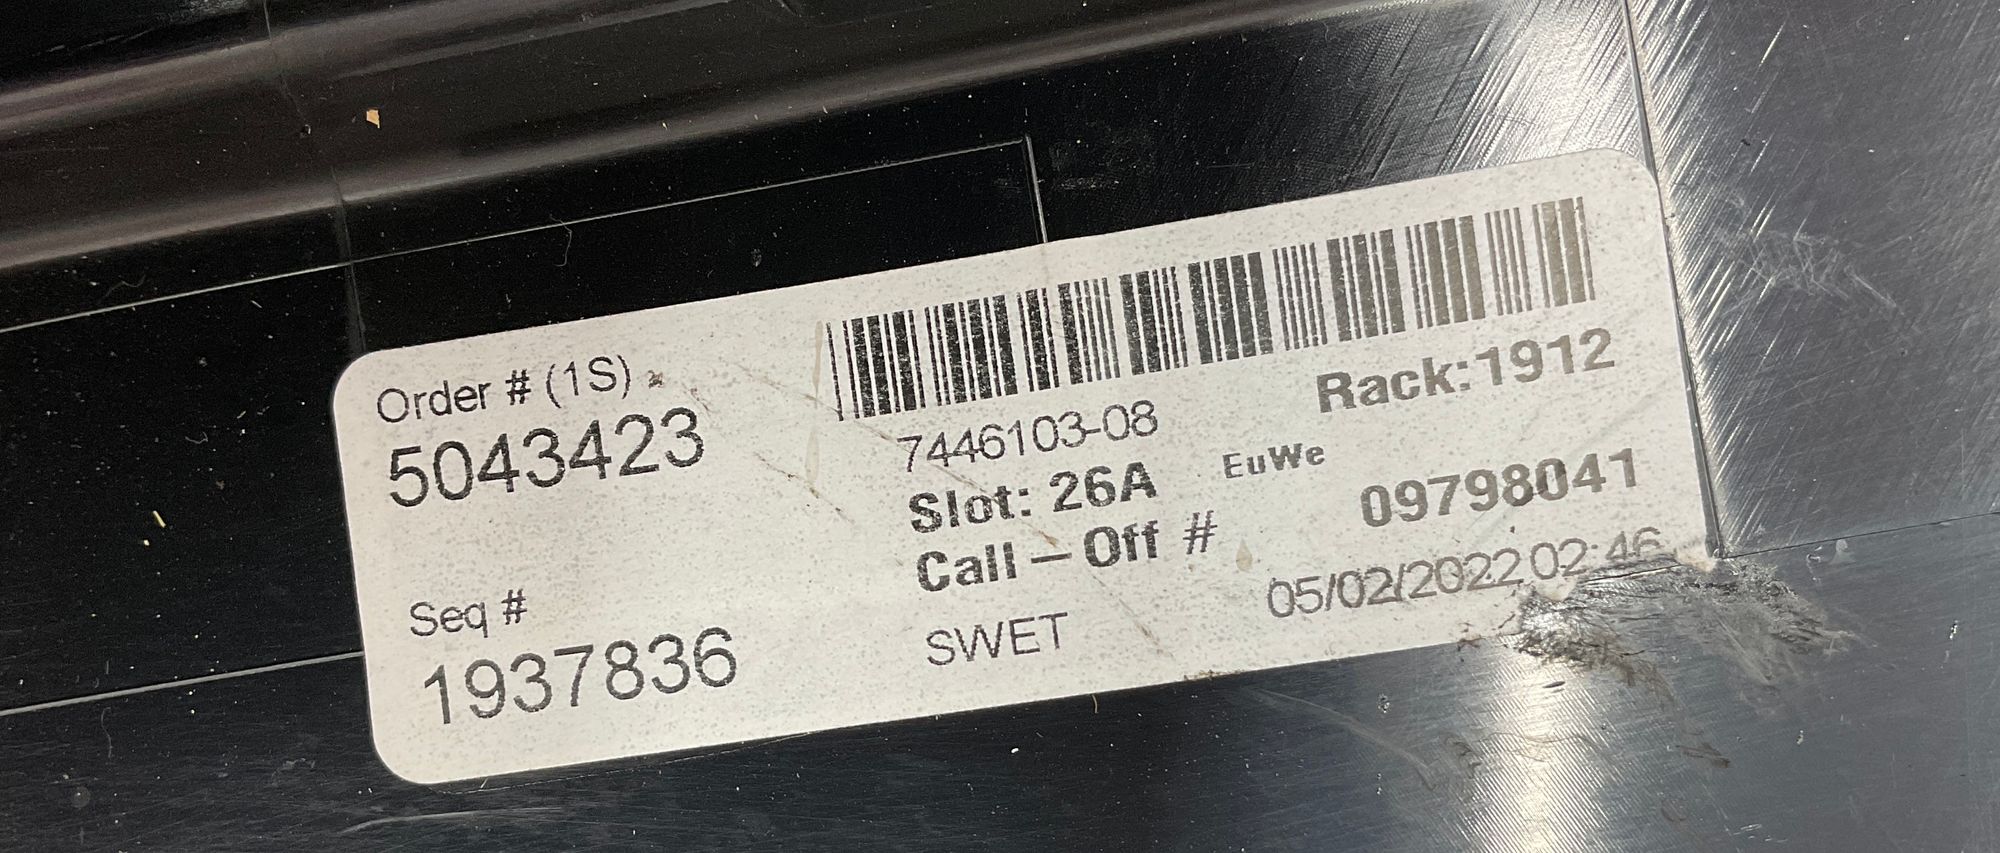 Order # (1S)
5043423
Seq #
1937836
7446103-08
Rack:1912
Slot: 26A
EuWe
09798041
Call - Off #
05/02/2022 02:46
SWET